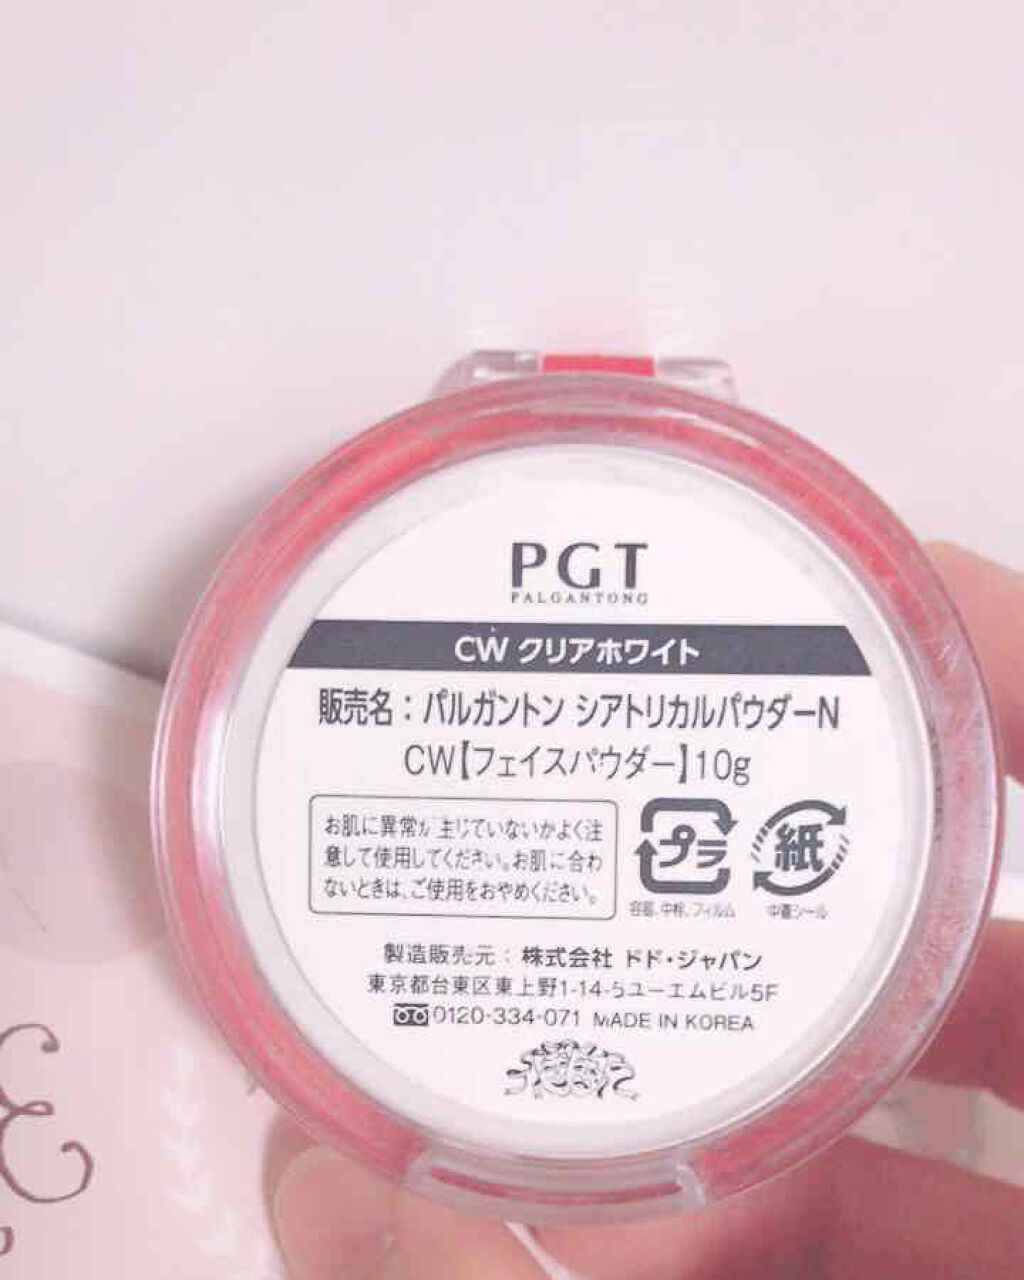 PGT
PALGANTONG
CW クリアホワイト
販売名：パルガントン シアトリカルパウダーN
CW【フェイスパウダー】10g
お肌に異常が生じていないかよく注
意して使用してください。お肌に合わ
ないときは、ご使用をおやめください。
プラ
紙
容器、中栓、フィルム
中蓋シール
製造販売元：株式会社 ドド・ジャパン
東京都台東区東上野1-14-5ユーエムビル5F
0120-334-071 MADE IN KOREA